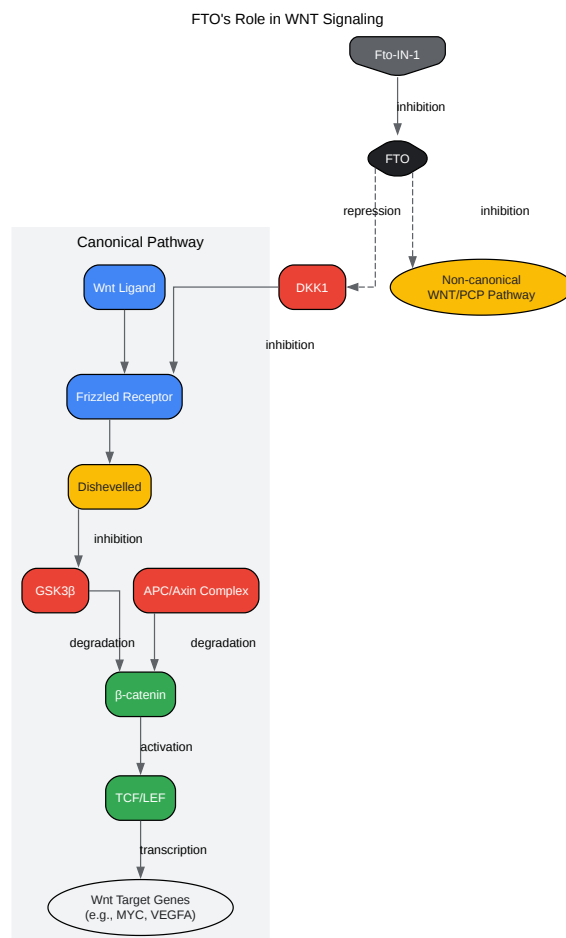 FTO's Role in WNT Signaling
Fto-IN-1
inhibition
FTO
repression
inhibition
Canonical Pathway
Wnt Ligand
DKK1
Non-canonical
WNT/PCP Pathway
inhibition
Frizzled Receptor
Dishevelled
inhibition
GSK3β
APC/Axin Complex
degradation
degradation
β-catenin
activation
TCF/LEF
transcription
Wnt Target Genes
(e.g., MYC, VEGFA)